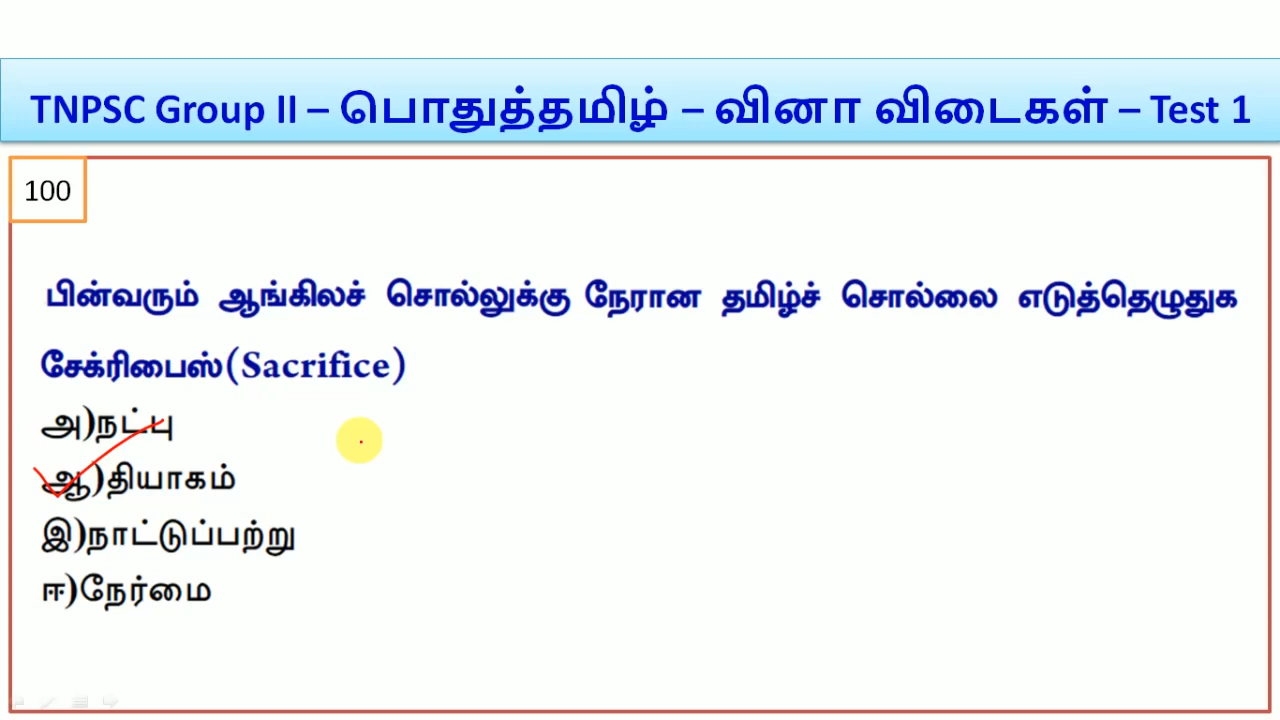 TNPSC Group II – பொதுத்தமிழ் – வினா விடைகள் – Test 1
100
பின்வரும் ஆங்கிலச் சொல்லுக்கு நேரான தமிழ்ச் சொல்லை எடுத்தெழுதுக
சேக்ரிபைஸ்(Sacrifice)
அ)நட்பு
ஆ)தியாகம்
இ)நாட்டுப்பற்று
ஈ)நேர்மை